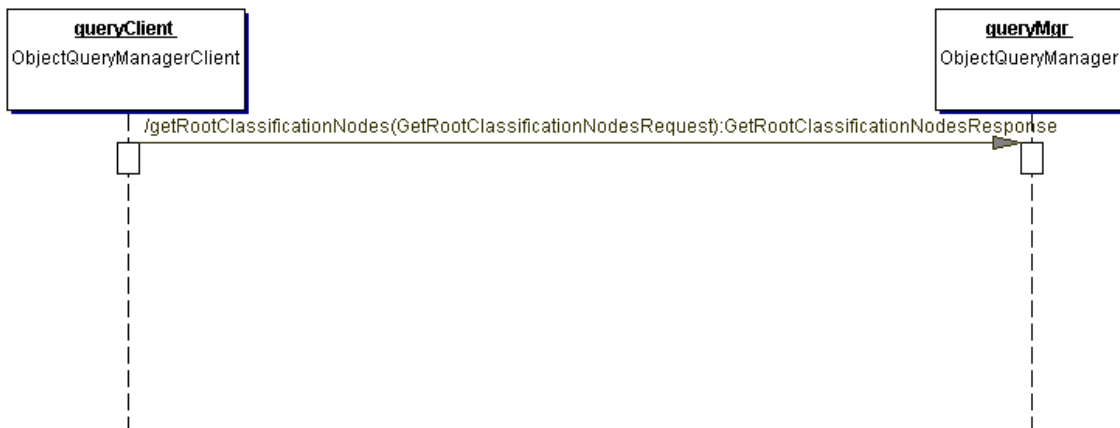 queryClient
ObjectQueryManagerClient
queryMgr
ObjectQueryManager
/getRootClassificationNodes(GetRootClassificationNodesRequest):GetRootClassificationNodesResponse